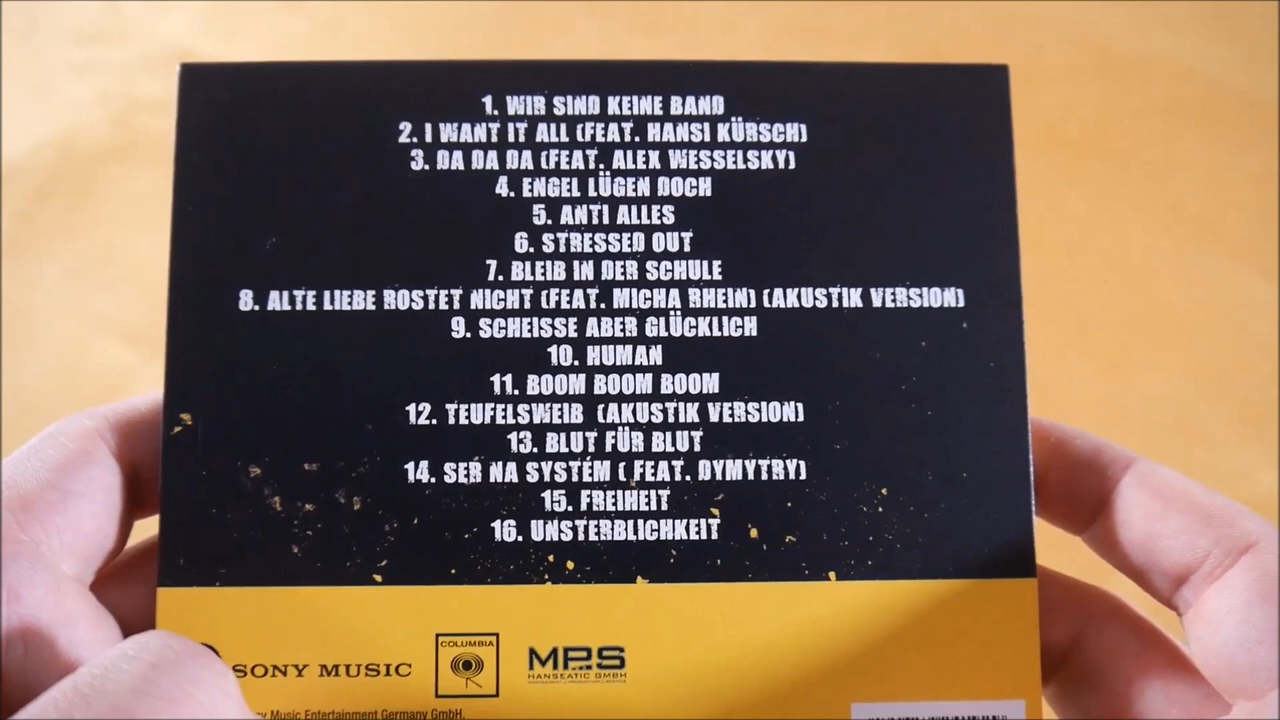 1. WIR SIND KEINE BAND
2. I WANT IT ALL (FEAT. HANSI KÜRSCH)
3. DA DA DA (FEAT. ALEX WESSELSKY)
4. ENGEL LÜGEN DOCH
5. ANTI ALLES
6. STRESSED OUT
7. BLEIB IN DER SCHULE
8. ALTE LIEBE ROSTET NICHT (FEAT. MICHA RHEIN) (AKUSTIK VERSION)
9. SCHEISSE ABER GLÜCKLICH
10. HUMAN
11. BOOM BOOM BOOM
12. TEUFELSWEIB (AKUSTIK VERSION)
13. BLUT FÜR BLUT
14. SER NA SYSTÉM ( FEAT. DYMYTRY)
15. FREIHEIT
16. UNSTERBLICHKEIT
SONY MUSIC
COLUMBIA
MPS
HANSEATIC GMBH
Music Entertainment Germany GmbH.